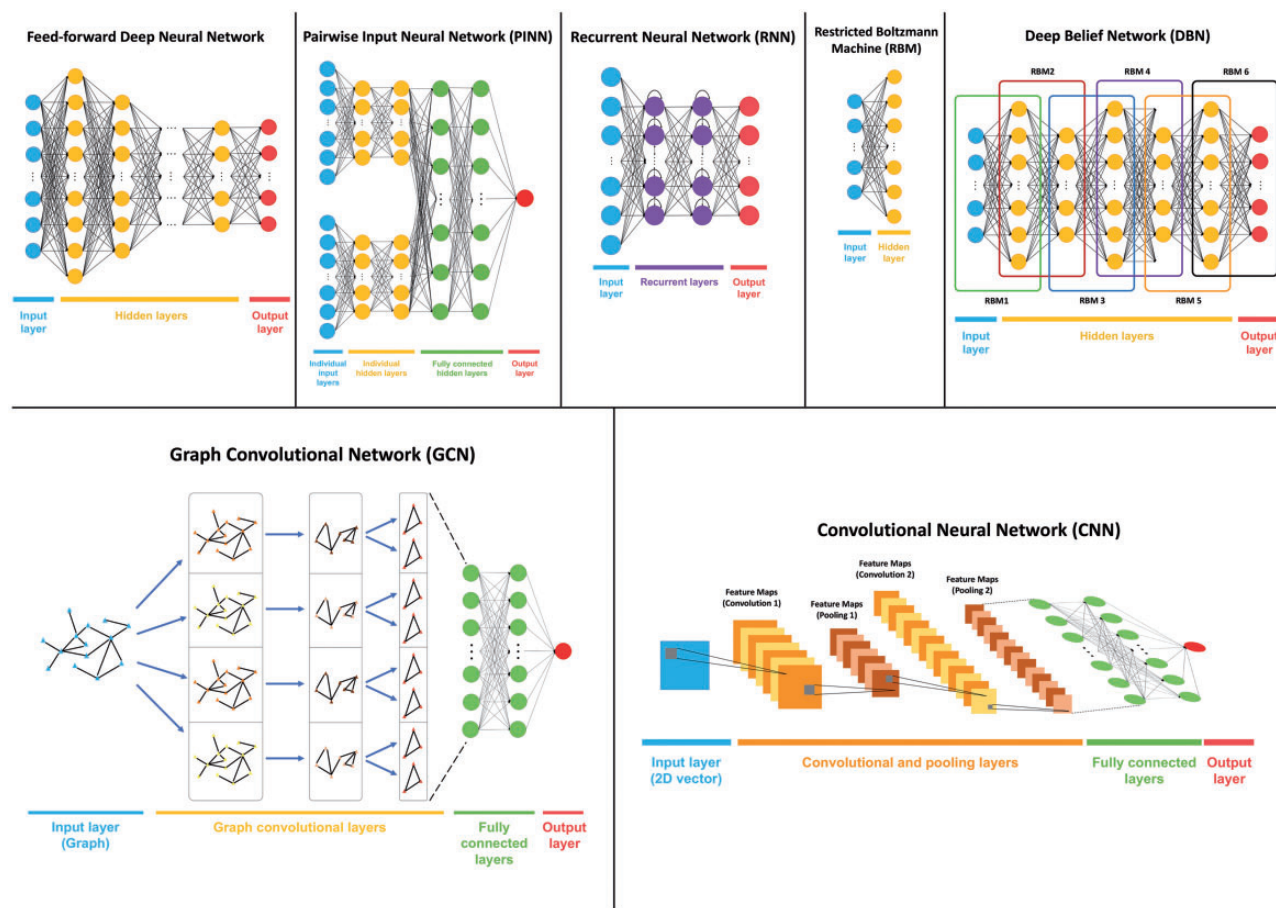 Feed-forward Deep Neural Network
Input
layer
Hidden layers
Output
layer
Pairwise Input Neural Network (PINN)
Individual
input
layers
Individual
hidden layers
Fully connected
hidden layers
Output
layer
Recurrent Neural Network (RNN)
Input
layer
Recurrent layers
Output
layer
Restricted Boltzmann
Machine (RBM)
Input
layer
Hidden
layer
Deep Belief Network (DBN)
RBM2
RBM 4
RBM 6
RBM1
RBM 3
RBM 5
Input
layer
Hidden layers
Output
layer
Graph Convolutional Network (GCN)
Input layer
(Graph)
Graph convolutional layers
Fully
connected
layers
Output
layer
Convolutional Neural Network (CNN)
Feature Maps
(Convolution 1)
Feature Maps
(Pooling 1)
Feature Maps
(Convolution 2)
Feature Maps
(Pooling 2)
Input layer
(2D vector)
Convolutional and pooling layers
Fully connected
layers
Output
layer